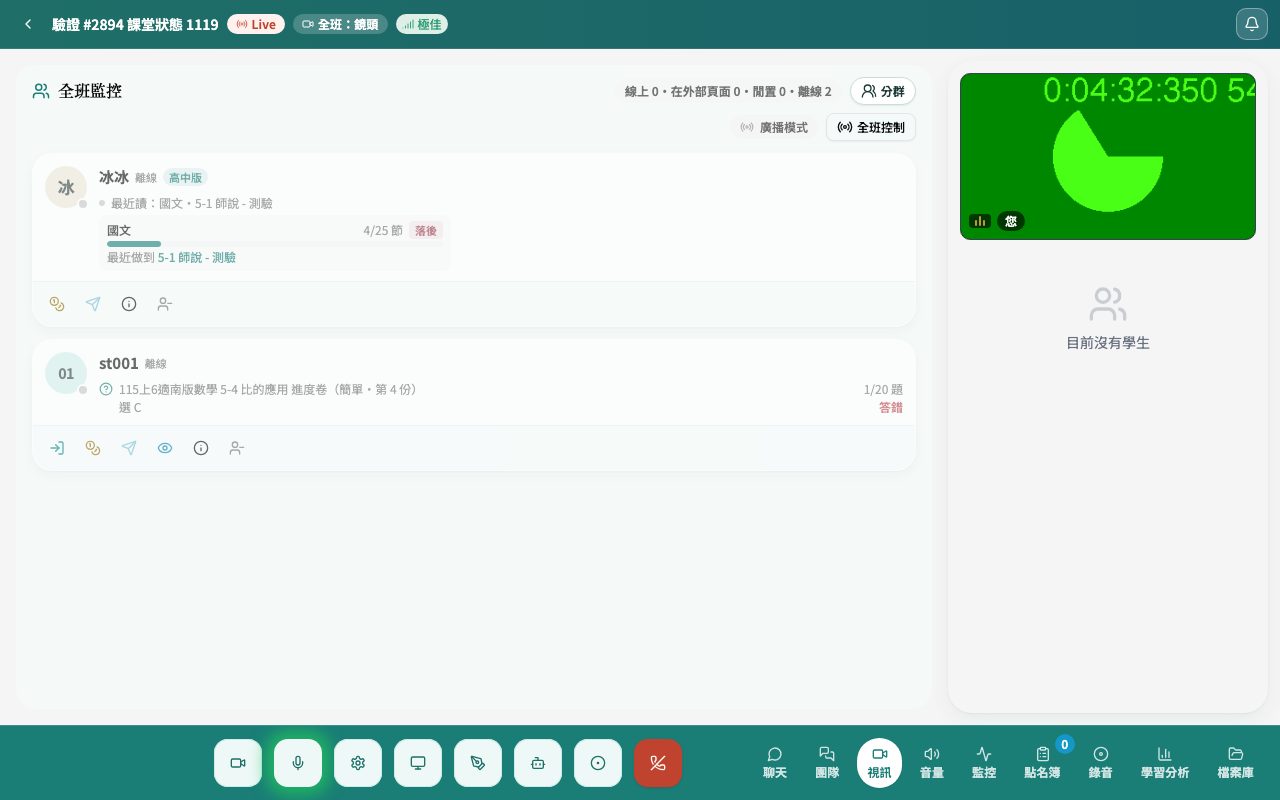 驗證 #2894 課堂狀態 1119
Live
全班：鏡頭
極佳
全班監控
線上 0・在外部頁面 0・閒置 0・離線 2
分群
廣播模式
全班控制
冰
冰冰 離線 高中版
最近讀：國文・5-1 師說 - 測驗
國文 4/25 節 落後
最近做到 5-1 師說 - 測驗
01
st001 離線
115上6適南版數學 5-4 比的應用 進度卷（簡單・第 4 份） 1/20 題
選 C 答錯
0:04:32:350
您
目前沒有學生
聊天
團隊
視訊
音量
監控
0
點名簿
錄音
學習分析
檔案庫